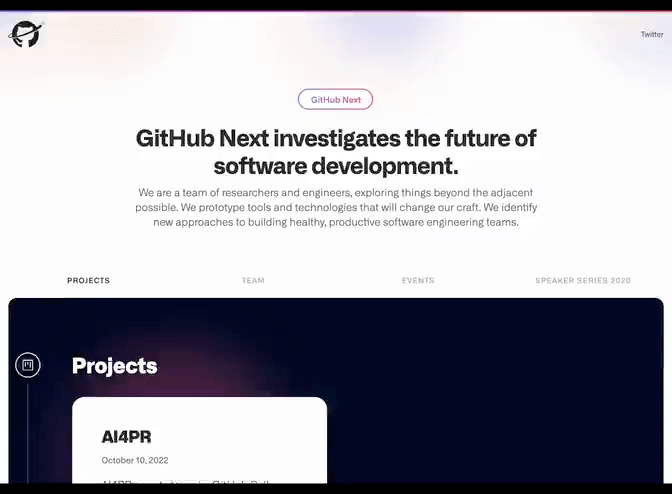 Twitter
GitHub Next
GitHub Next investigates the future of
software development.
We are a team of researchers and engineers, exploring things beyond the adjacent
possible. We prototype tools and technologies that will change our craft. We identify
new approaches to building healthy, productive software engineering teams.
PROJECTS TEAM EVENTS SPEAKER SERIES 2020
Projects
AI4PR
October 10, 2022